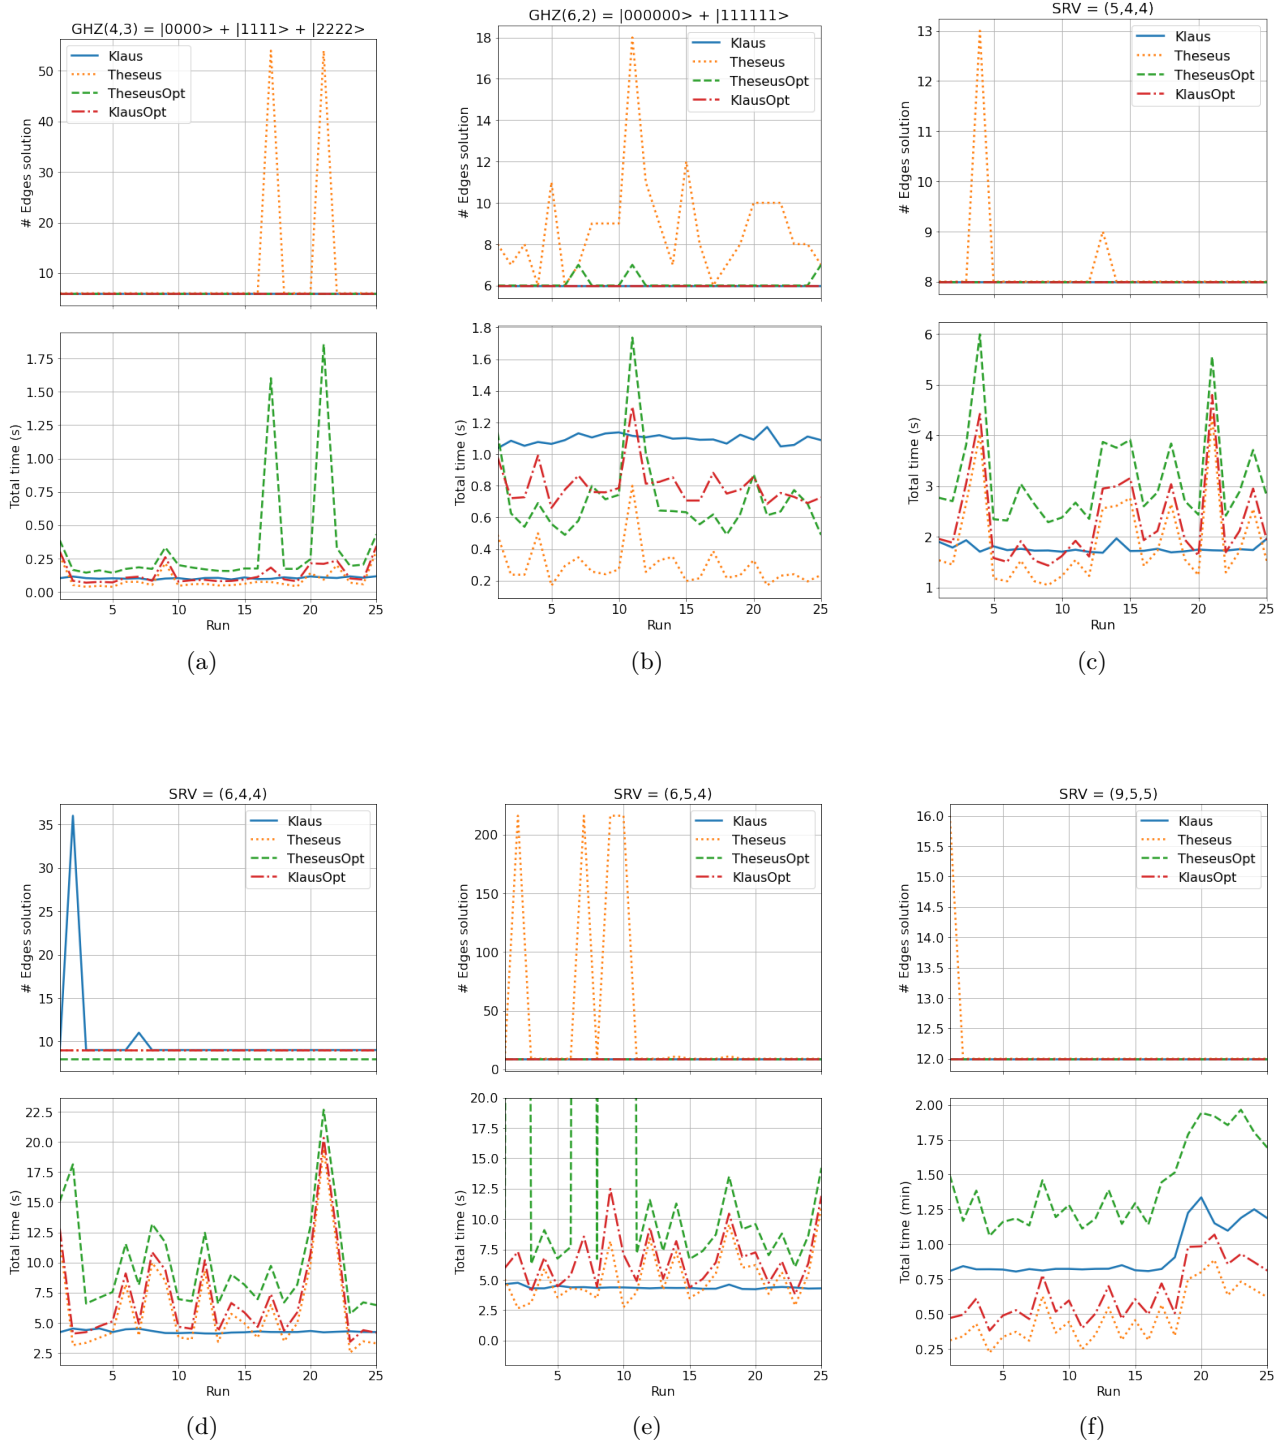 GHZ(4,3) = |0000> + |1111> + |2222>
Klaus
Theseus
TheseusOpt
KlausOpt
# Edges solution
50
40
30
20
10
Total time (s)
1.75
1.50
1.25
1.00
0.75
0.50
0.25
0.00
5 10 15 20 25
Run
(a)
GHZ(6,2) = |000000> + |111111>
Klaus
Theseus
TheseusOpt
KlausOpt
# Edges solution
18
16
14
12
10
8
6
Total time (s)
1.8
1.6
1.4
1.2
1.0
0.8
0.6
0.4
0.2
5 10 15 20 25
Run
(b)
SRV = (5,4,4)
Klaus
Theseus
TheseusOpt
KlausOpt
# Edges solution
13
12
11
10
9
8
Total time (s)
6
5
4
3
2
1
5 10 15 20 25
Run
(c)
SRV = (6,4,4)
Klaus
Theseus
TheseusOpt
KlausOpt
# Edges solution
35
30
25
20
15
10
Total time (s)
22.5
20.0
17.5
15.0
12.5
10.0
7.5
5.0
2.5
5 10 15 20 25
Run
(d)
SRV = (6,5,4)
Klaus
Theseus
TheseusOpt
KlausOpt
# Edges solution
200
150
100
50
0
Total time (s)
20.0
17.5
15.0
12.5
10.0
7.5
5.0
2.5
0.0
5 10 15 20 25
Run
(e)
SRV = (9,5,5)
Klaus
Theseus
TheseusOpt
KlausOpt
# Edges solution
16.0
15.5
15.0
14.5
14.0
13.5
13.0
12.5
12.0
Total time (min)
2.00
1.75
1.50
1.25
1.00
0.75
0.50
0.25
5 10 15 20 25
Run
(f)